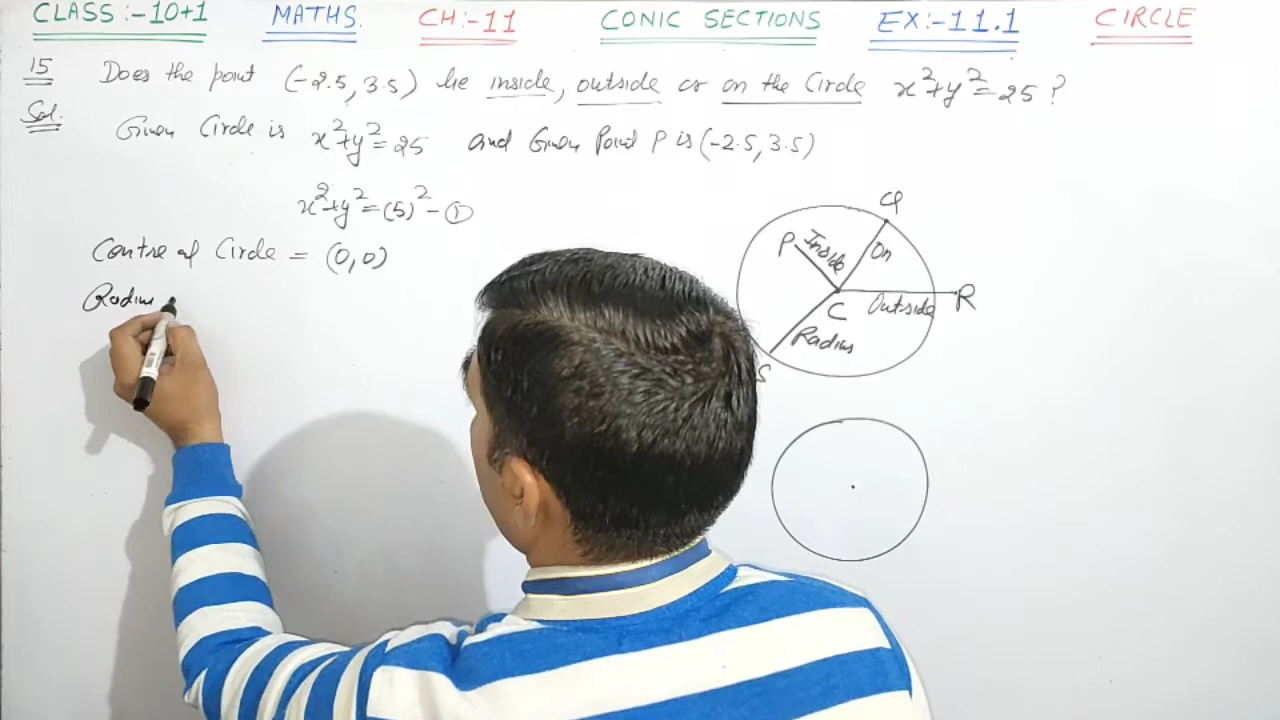 CLASS :-10+1 MATHS. CH:-11 CONIC SECTIONS EX:-11.1 CIRCLE
15 Does the point (-2.5, 3.5) lie inside, outside or on the Circle x²+y²=25 ?
Sol. Given Circle is x²+y²=25 and Given Point P is (-2.5, 3.5)
x²+y²=(5)² - ①
Centre of Circle = (0,0)
Radius
Q
P Inside On
C Outside R
Radius
S